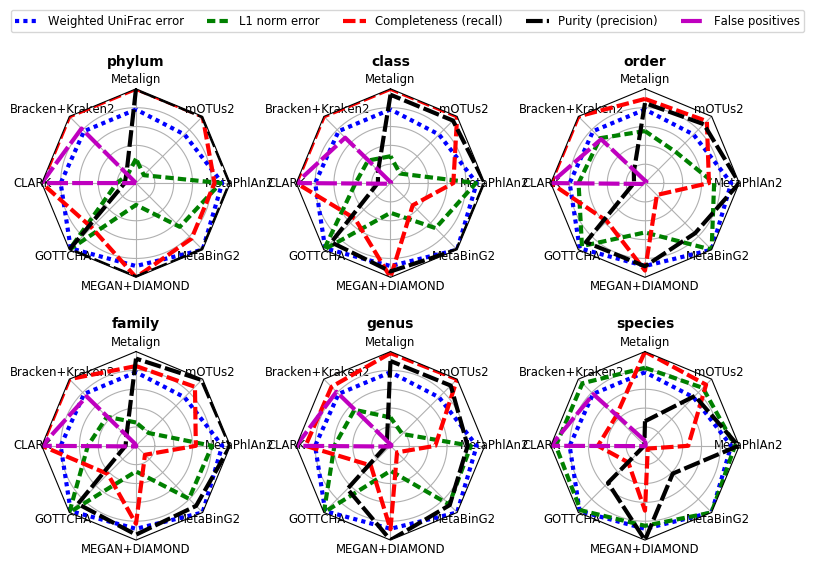 Weighted UniFrac error L1 norm error Completeness (recall) Purity (precision) False positives
phylum class order
Metalign Metalign Metalign
Bracken+Kraken2 mOTUs2 Bracken+Kraken2 mOTUs2 Bracken+Kraken2 mOTUs2
CLARK MetaPhlAn2 CLARK MetaPhlAn2 CLARK MetaPhlAn2
GOTTCHA MetaBinG2 GOTTCHA MetaBinG2 GOTTCHA MetaBinG2
MEGAN+DIAMOND MEGAN+DIAMOND MEGAN+DIAMOND
family genus species
Metalign Metalign Metalign
Bracken+Kraken2 mOTUs2 Bracken+Kraken2 mOTUs2 Bracken+Kraken2 mOTUs2
CLARK MetaPhlAn2 CLARK MetaPhlAn2 CLARK MetaPhlAn2
GOTTCHA MetaBinG2 GOTTCHA MetaBinG2 GOTTCHA MetaBinG2
MEGAN+DIAMOND MEGAN+DIAMOND MEGAN+DIAMOND